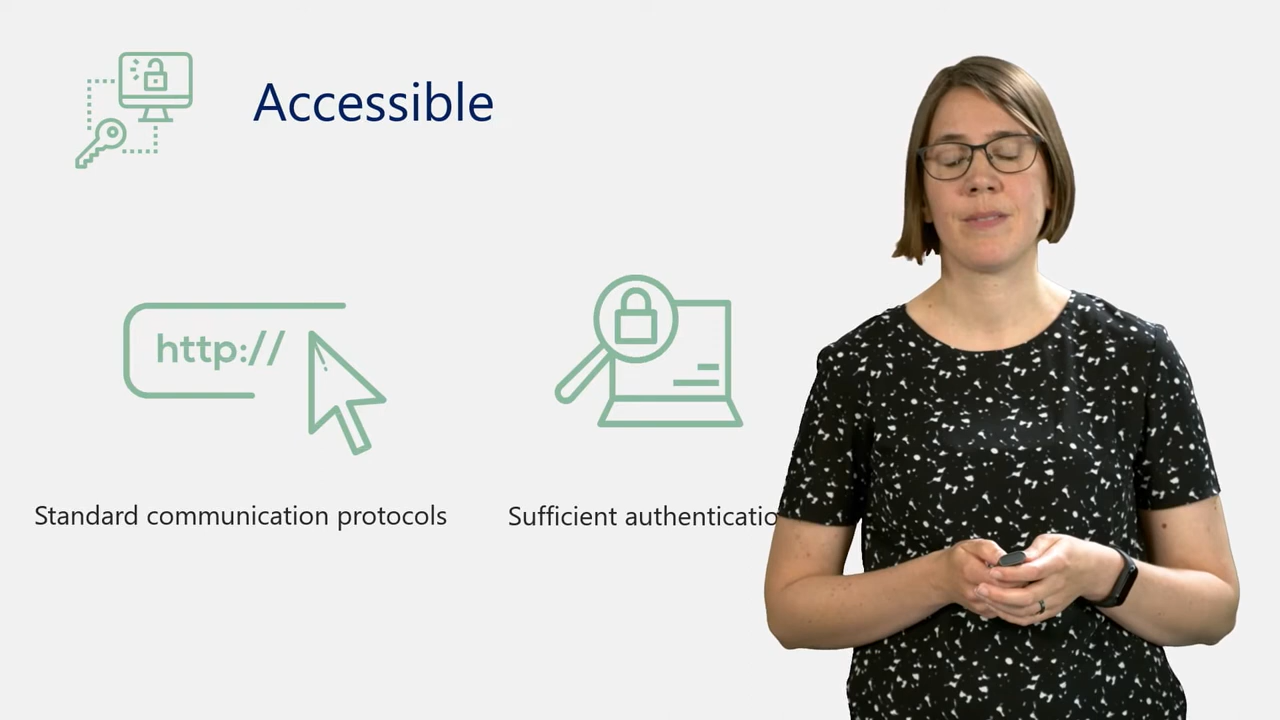 Accessible
http://
Standard communication protocols
Sufficient authenticatio